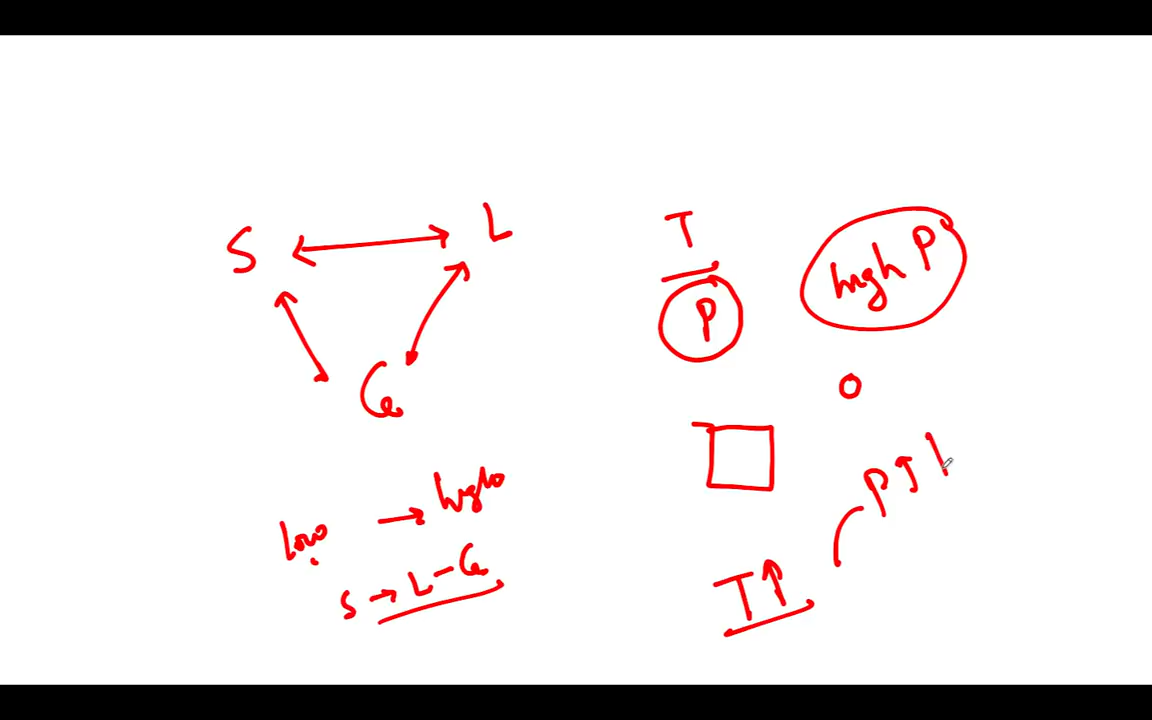 S L
G
T
P
high P
low → high
S → L - G
T↑
P↑